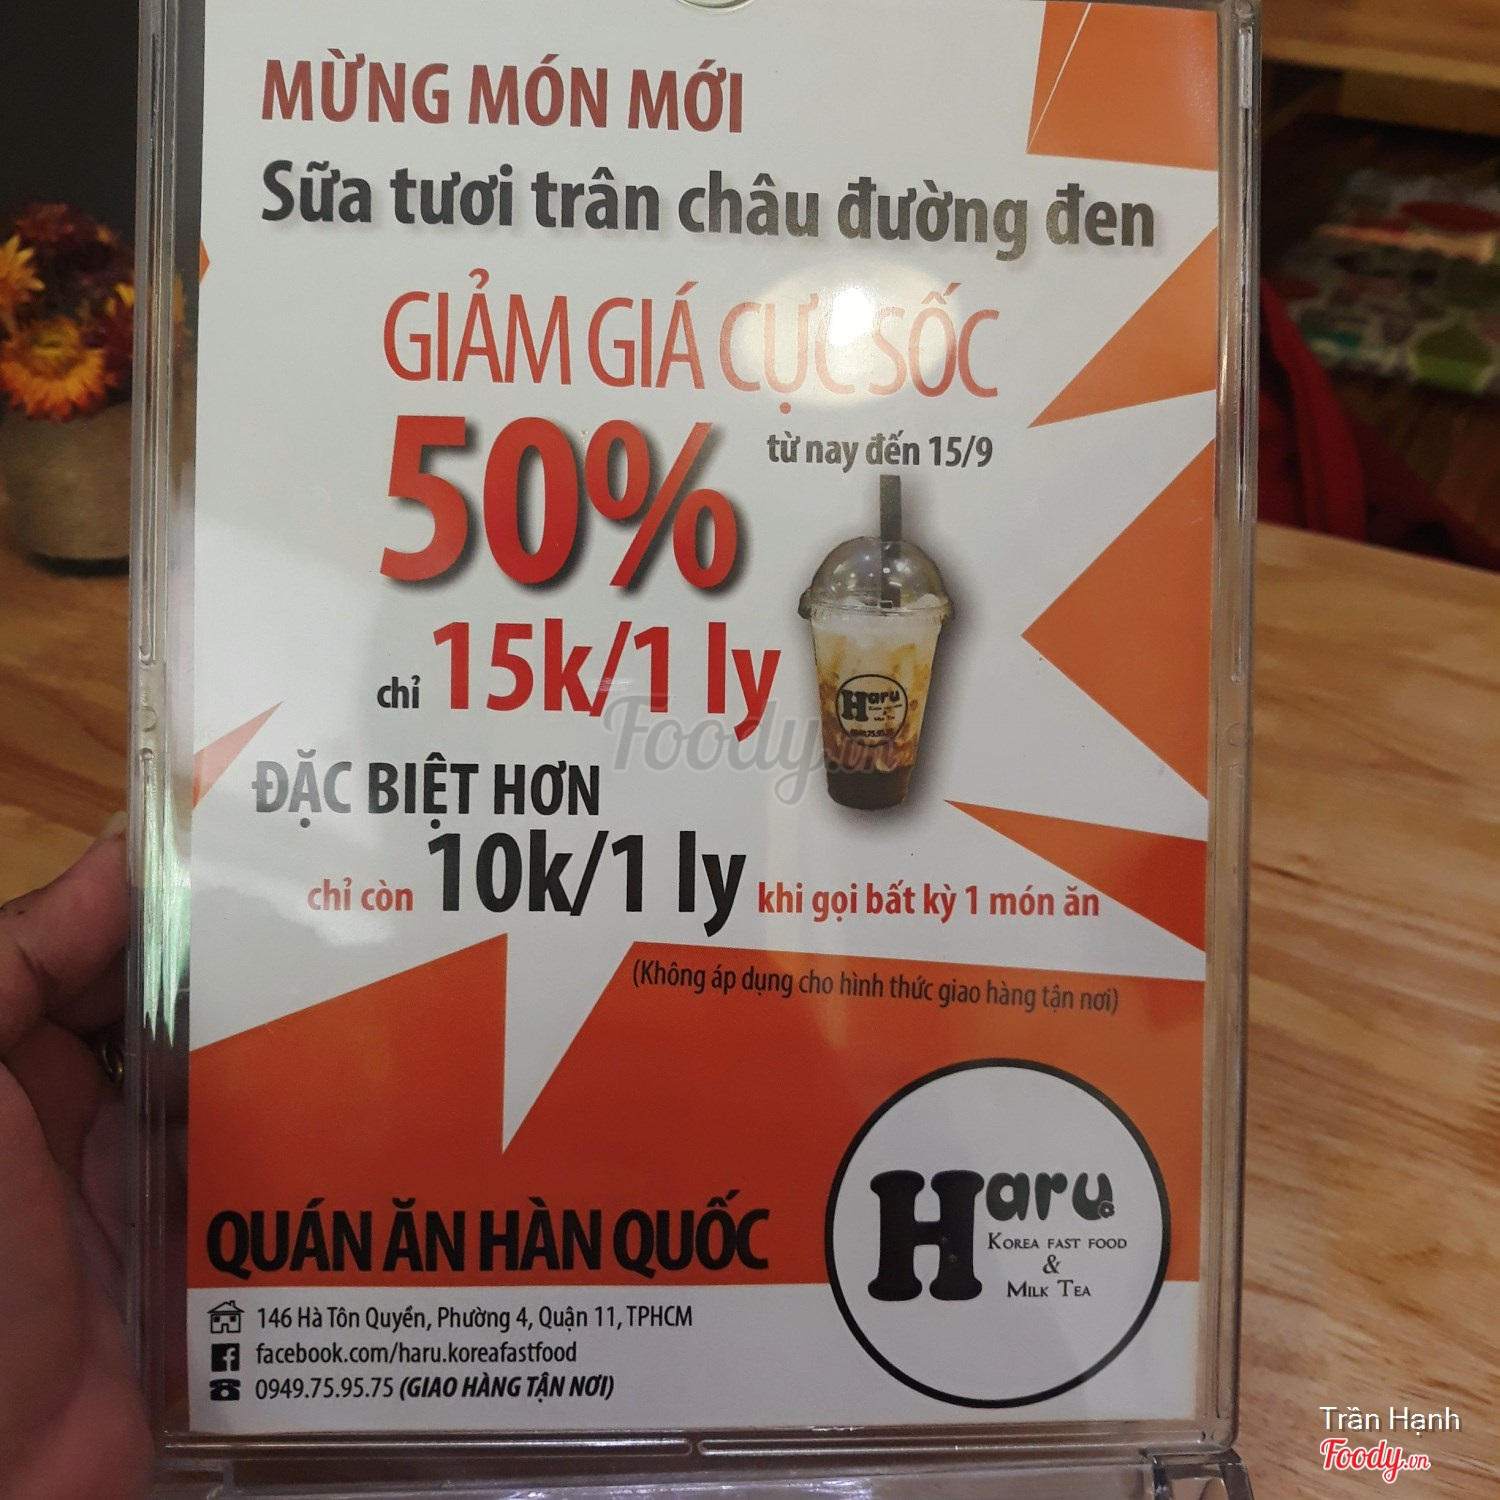 MỪNG MÓN MỚI
Sữa tươi trân châu đường đen
GIẢM GIÁ CỰC SỐC
50% từ nay đến 15/9
chỉ 15k/1 ly
ĐẶC BIỆT HƠN
chỉ còn 10k/1 ly khi gọi bất kỳ 1 món ăn
(Không áp dụng cho hình thức giao hàng tận nơi)
Haru
Foody.vn
QUÁN ĂN HÀN QUỐC
Haru
KOREA FAST FOOD
&
MILK TEA
146 Hà Tôn Quyền, Phường 4, Quận 11, TPHCM
facebook.com/haru.koreafastfood
0949.75.95.75 (GIAO HÀNG TẬN NƠI)
Trần Hạnh
Foody.vn